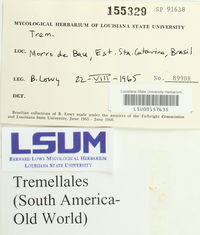 155329 SP 91638
MYCOLOGICAL HERBARIUM OF LOUISIANA STATE UNIVERSITY
Trem.
LOC. Morro de Bau, Est. Sta. Catarina, Brasil
LEG. B. Lowy 22-VIII-1965 No. 89908
DET.
Louisiana State University Herbarium
LSU00157635
Brazilian collections of B. Lowy made under the auspices of the Fulbright Commission
and Louisiana State University, June 1965 - June 1966.
LSUM
BERNARD LOWY MYCOLOGICAL HERBARIUM
LOUISIANA STATE UNIVERSITY
Tremellales
(South America-
Old World)